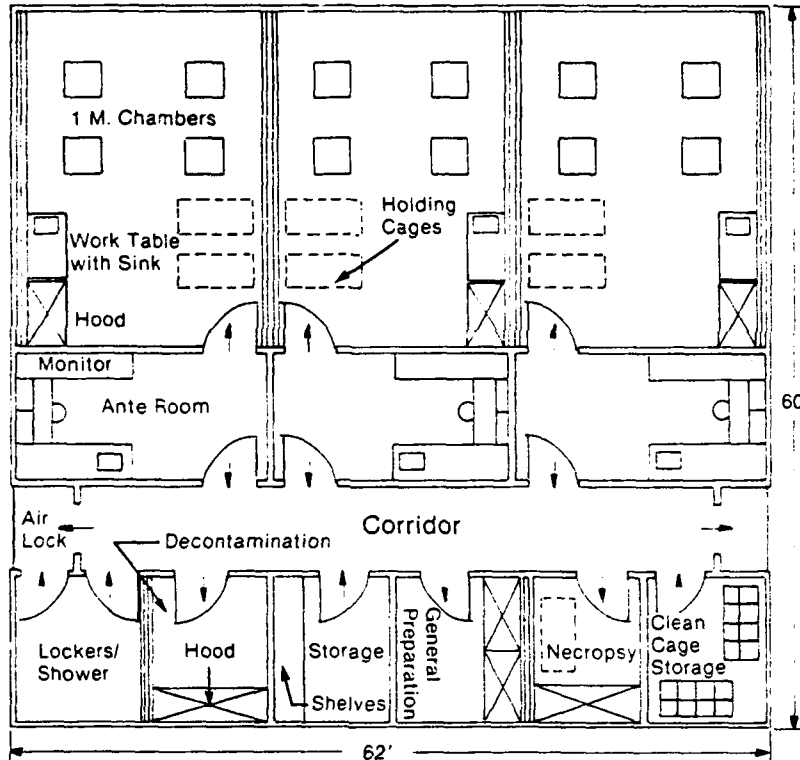 1 M. Chambers
Holding
Cages
Work Table
with Sink
Hood
Monitor
Ante Room
60
Air
Lock
Corridor
Decontamination
Lockers/
Shower
Hood
Storage
Shelves
General
Preparation
Necropsy
Clean
Cage
Storage
62'